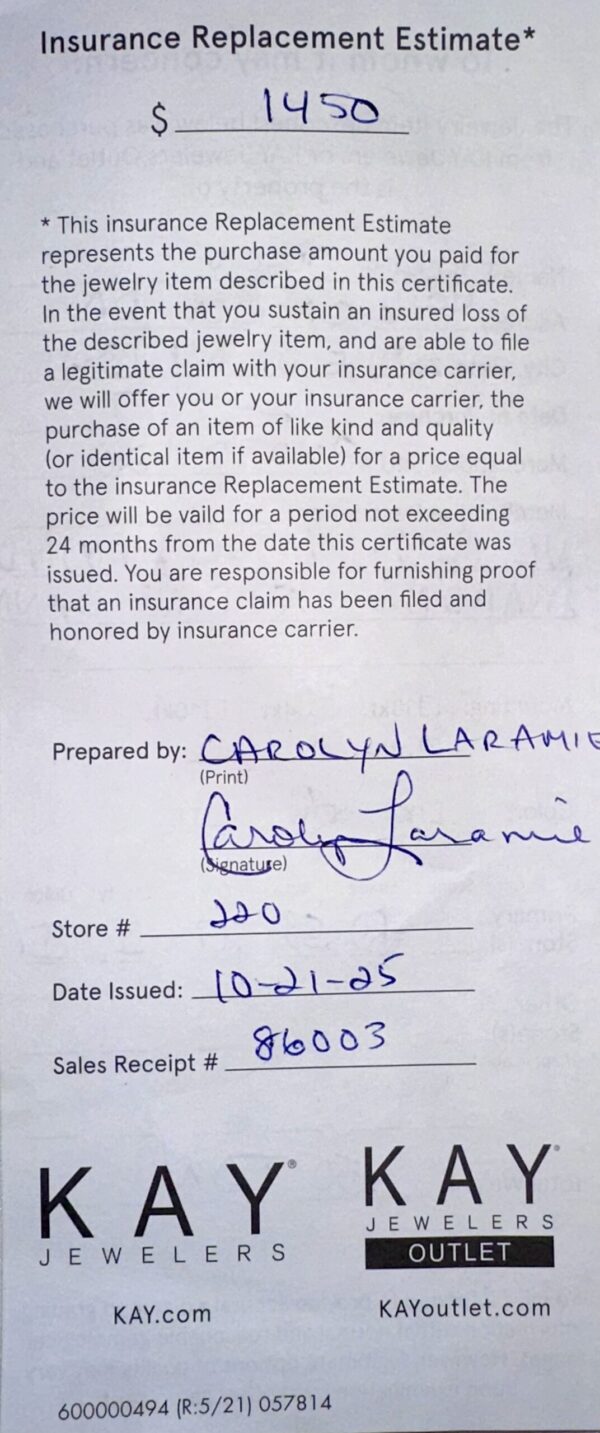 Insurance Replacement Estimate*
$ 1450
* This insurance Replacement Estimate
represents the purchase amount you paid for
the jewelry item described in this certificate.
In the event that you sustain an insured loss of
the described jewelry item, and are able to file
a legitimate claim with your insurance carrier,
we will offer you or your insurance carrier, the
purchase of an item of like kind and quality
(or identical item if available) for a price equal
to the insurance Replacement Estimate. The
price will be vaild for a period not exceeding
24 months from the date this certificate was
issued. You are responsible for furnishing proof
that an insurance claim has been filed and
honored by insurance carrier.
Prepared by: CAROLYN LARAMIE
(Print)
Carolyn Laramie
(Signature)
Store # 220
Date Issued: 10-21-25
Sales Receipt # 86003
KAY®
JEWELERS
KAY.com
KAY®
JEWELERS
OUTLET
KAYoutlet.com
600000494 (R:5/21) 057814